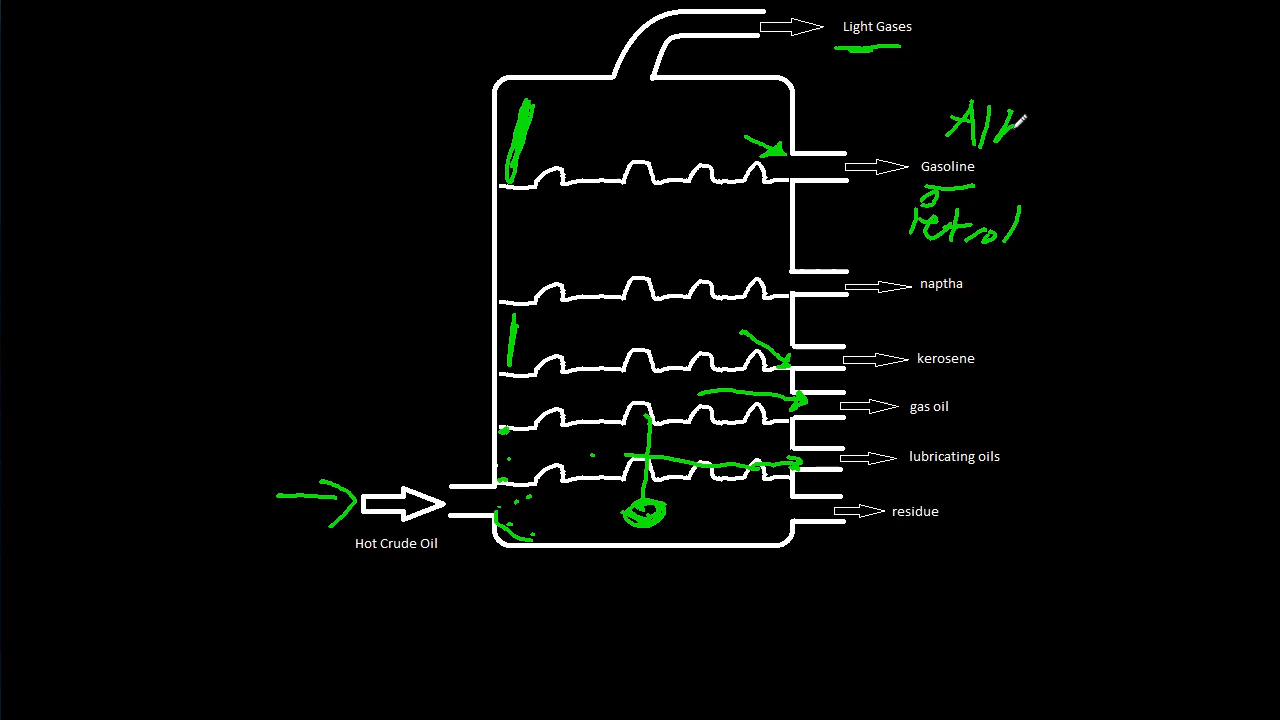 Light Gases
Gasoline
Petrol
naptha
kerosene
gas oil
lubricating oils
residue
Hot Crude Oil